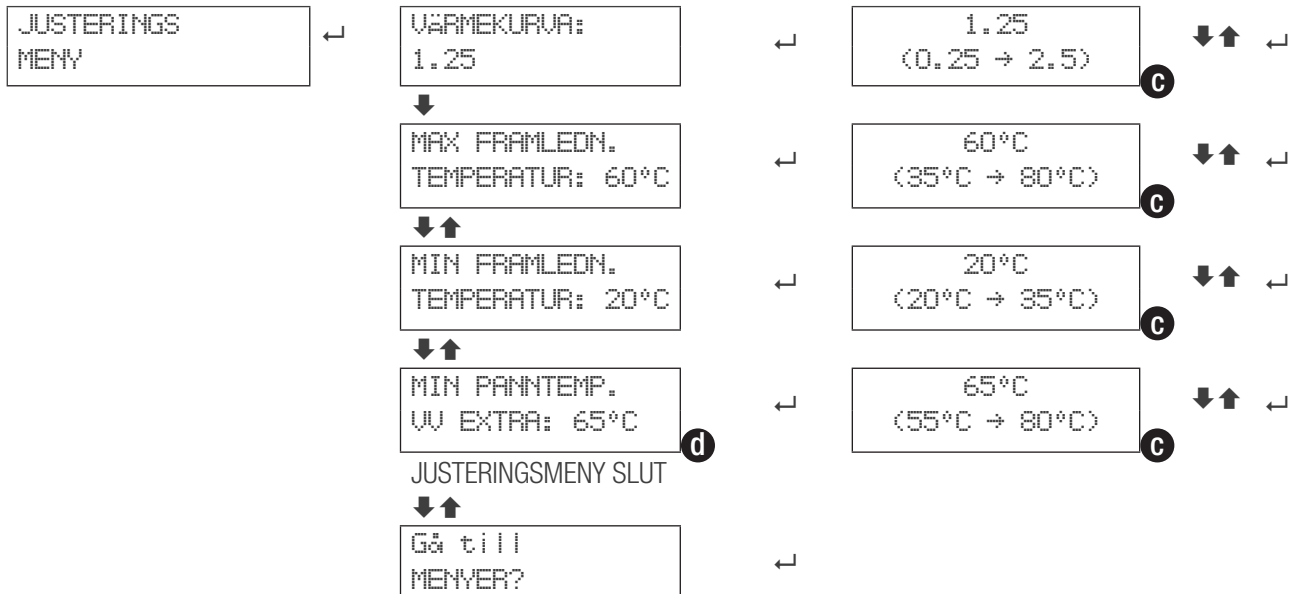 JUSTERINGS
MENY
VÄRMEKURVA:
1.25
1.25
(0.25 → 2.5)
c
MAX FRAMLEDN.
TEMPERATUR: 60°C
60°C
(35°C → 80°C)
c
MIN FRAMLEDN.
TEMPERATUR: 20°C
20°C
(20°C → 35°C)
c
MIN PANNTEMP.
VV EXTRA: 65°C
d
65°C
(55°C → 80°C)
c
JUSTERINGSMENY SLUT
Gå till
MENYER?